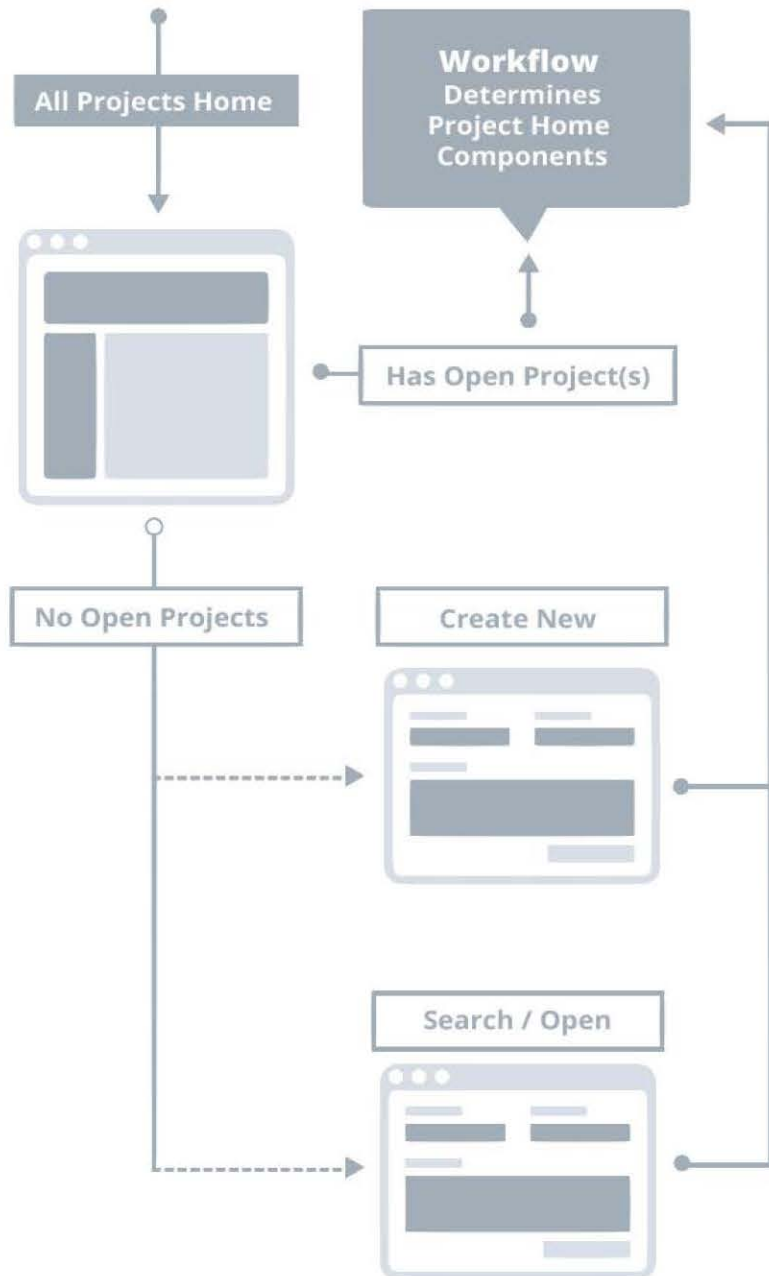 All Projects Home
Workflow
Determines
Project Home
Components
Has Open Project(s)
No Open Projects
Create New
Search / Open